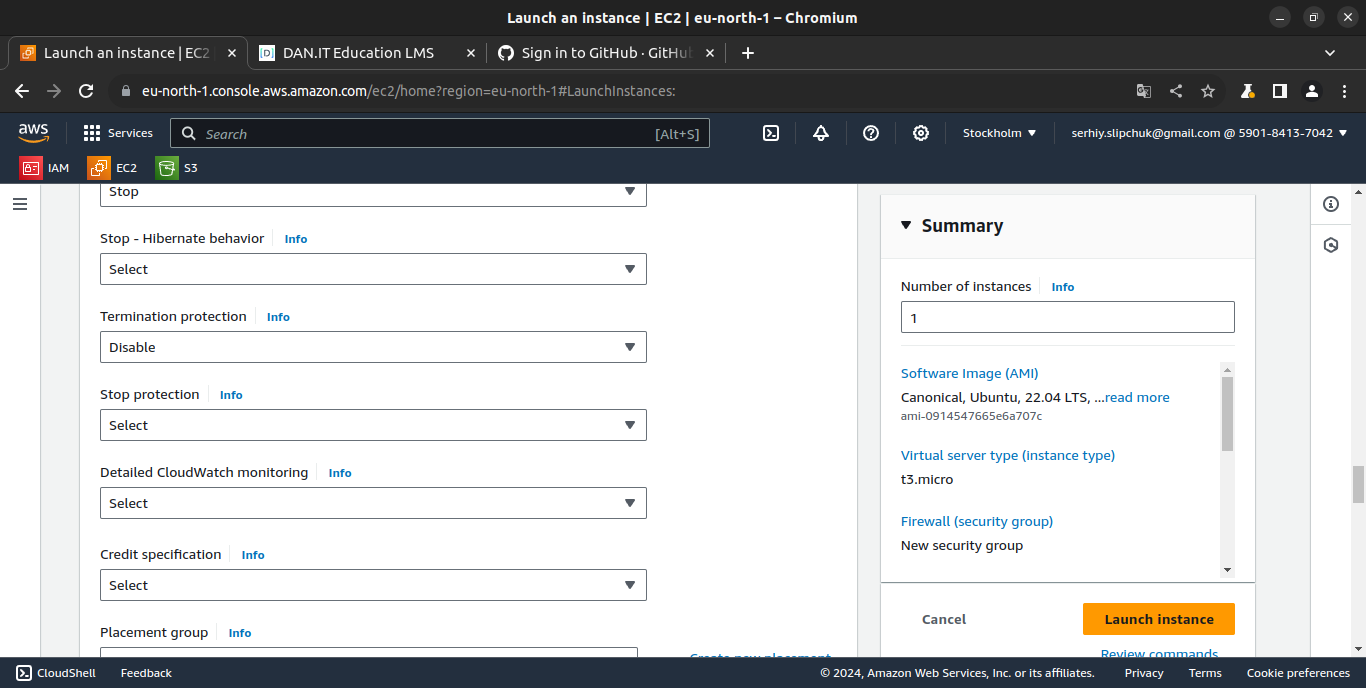 Launch an instance | EC2 | eu-north-1 – Chromium
Launch an instance | EC2
DAN.IT Education LMS
Sign in to GitHub · GitHub
eu-north-1.console.aws.amazon.com/ec2/home?region=eu-north-1#LaunchInstances:
aws
Services
Search
[Alt+S]
Stockholm
serhiy.slipchuk@gmail.com @ 5901-8413-7042
IAM
EC2
S3
Stop
Stop - Hibernate behavior
Info
Select
Termination protection
Info
Disable
Stop protection
Info
Select
Detailed CloudWatch monitoring
Info
Select
Credit specification
Info
Select
Placement group
Info
Create new placement
Summary
Number of instances
Info
1
Software Image (AMI)
Canonical, Ubuntu, 22.04 LTS, ...read more
ami-0914547665e6a707c
Virtual server type (instance type)
t3.micro
Firewall (security group)
New security group
Cancel
Launch instance
Review commands
CloudShell
Feedback
© 2024, Amazon Web Services, Inc. or its affiliates.
Privacy
Terms
Cookie preferences